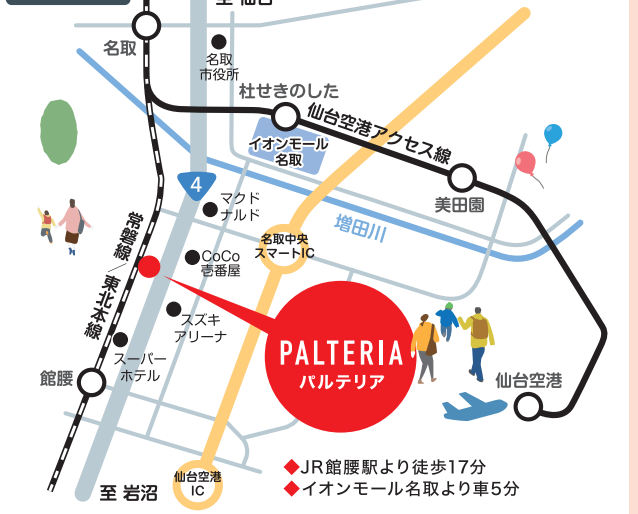 名取
名取
市役所
杜せきのした
仙台空港アクセス線
イオンモール
名取
美田園
4
マクド
ナルド
増田川
名取中央
スマートIC
常磐線/東北本線
CoCo
壱番屋
スズキ
アリーナ
PALTERIA
パルテリア
スーパー
ホテル
館腰
仙台空港
仙台空港
IC
至 岩沼
◆JR館腰駅より徒歩17分
◆イオンモール名取より車5分